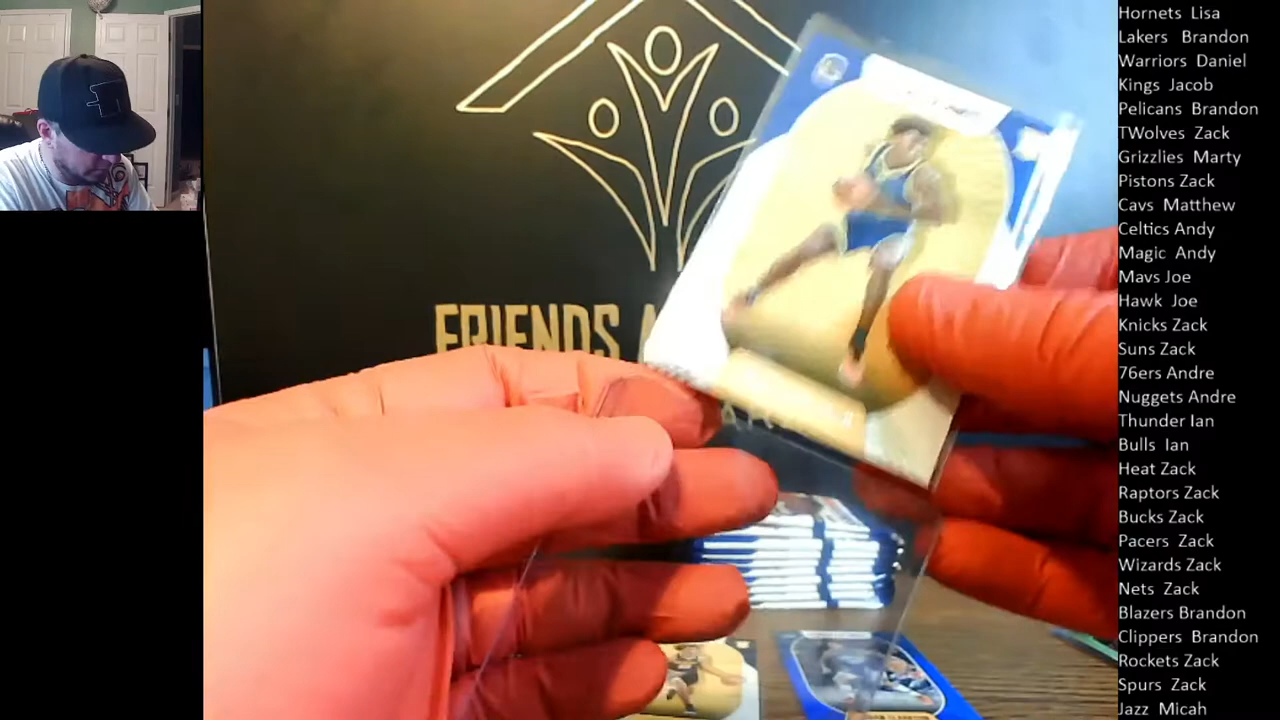 FRIENDS
Hornets Lisa
Lakers Brandon
Warriors Daniel
Kings Jacob
Pelicans Brandon
TWolves Zack
Grizzlies Marty
Pistons Zack
Cavs Matthew
Celtics Andy
Magic Andy
Mavs Joe
Hawk Joe
Knicks Zack
Suns Zack
76ers Andre
Nuggets Andre
Thunder Ian
Bulls Ian
Heat Zack
Raptors Zack
Bucks Zack
Pacers Zack
Wizards Zack
Nets Zack
Blazers Brandon
Clippers Brandon
Rockets Zack
Spurs Zack
Jazz Micah